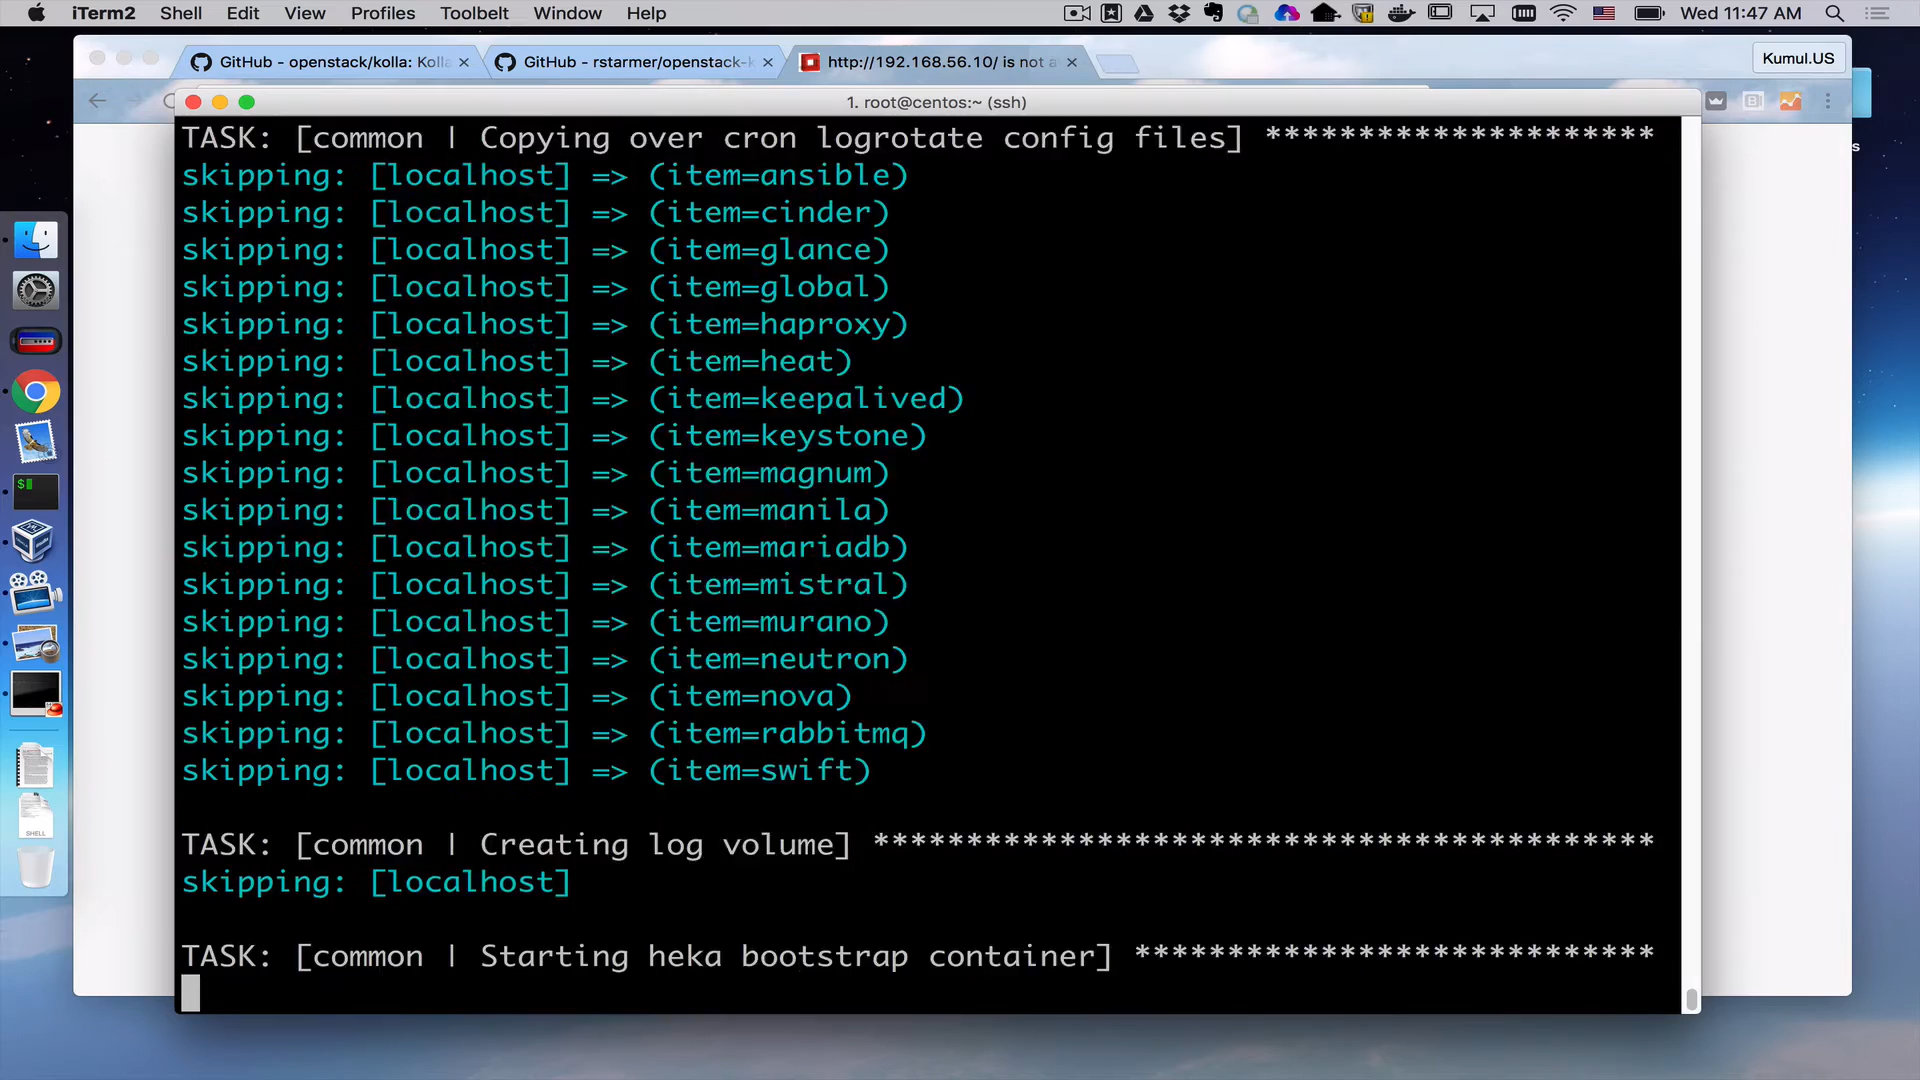 iTerm2 Shell Edit View Profiles Toolbelt Window Help Wed 11:47 AM
GitHub - openstack/kolla: Kolla GitHub - rstarmer/openstack-k http://192.168.56.10/ is not a Kumul.US
1. root@centos:~ (ssh)
TASK: [common | Copying over cron logrotate config files] *********************
skipping: [localhost] => (item=ansible)
skipping: [localhost] => (item=cinder)
skipping: [localhost] => (item=glance)
skipping: [localhost] => (item=global)
skipping: [localhost] => (item=haproxy)
skipping: [localhost] => (item=heat)
skipping: [localhost] => (item=keepalived)
skipping: [localhost] => (item=keystone)
skipping: [localhost] => (item=magnum)
skipping: [localhost] => (item=manila)
skipping: [localhost] => (item=mariadb)
skipping: [localhost] => (item=mistral)
skipping: [localhost] => (item=murano)
skipping: [localhost] => (item=neutron)
skipping: [localhost] => (item=nova)
skipping: [localhost] => (item=rabbitmq)
skipping: [localhost] => (item=swift)
TASK: [common | Creating log volume] ******************************************
skipping: [localhost]
TASK: [common | Starting heka bootstrap container] ****************************
SHELL